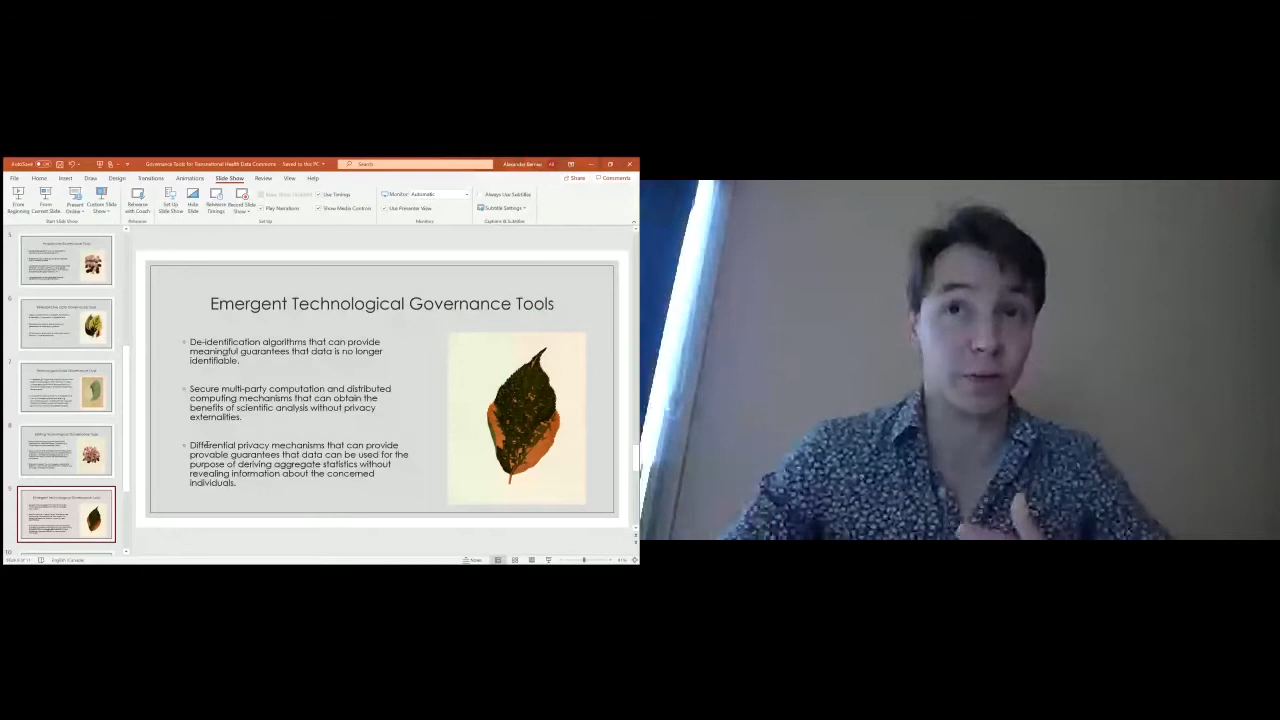 AutoSave
Governance Tools for Transnational Health Data Commons - Saved to this PC
Search
File Home Insert Draw Design Transitions Animations Slide Show Review View Help
Share Comments
From Beginning
From Current Slide
Present Online
Custom Slide Show
Rehearse with Coach
Set Up Slide Show
Hide Slide
Rehearse Timings
Record Slide Show
Use Timings
Play Narrations
Show Media Controls
Monitor: Automatic
Use Presenter View
Always Use Subtitles
Subtitle Settings
Start Slide Show
Rehearse
Set Up
Monitors
Captions & Subtitles
5
6
7
8
9
10
Emergent Technological Governance Tools
De-identification algorithms that can provide
meaningful guarantees that data is no longer
identifiable.
Secure multi-party computation and distributed
computing mechanisms that can obtain the
benefits of scientific analysis without privacy
externalities.
Differential privacy mechanisms that can provide
provable guarantees that data can be used for the
purpose of deriving aggregate statistics without
revealing information about the concerned
individuals.
English (Canada)
Notes